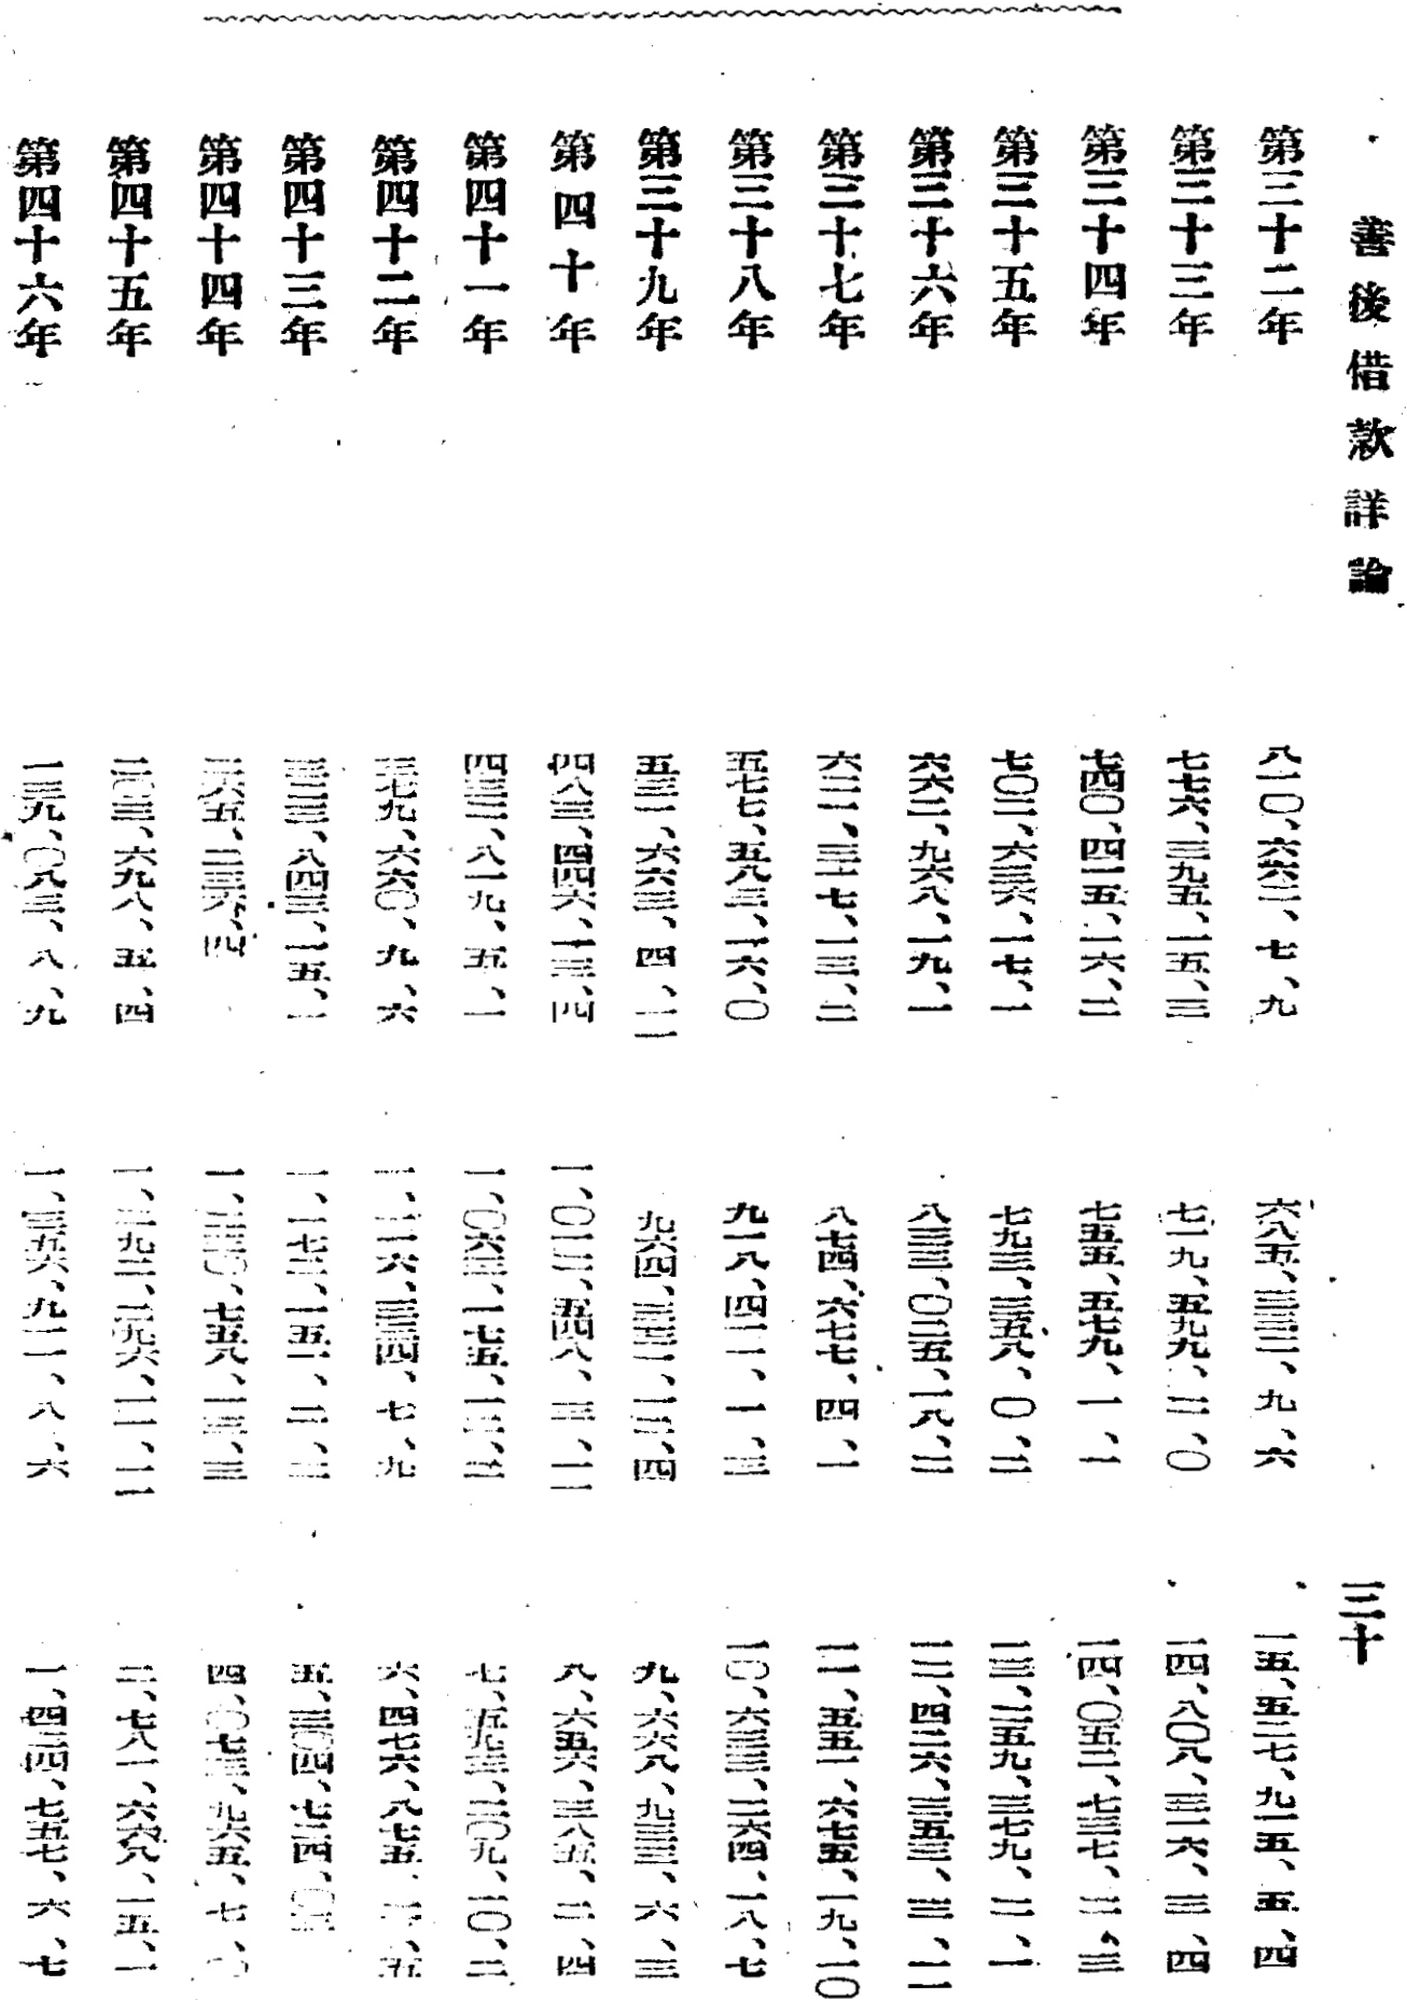 善後借款詳論　三十
第三十二年　八一〇、六六二、七、九　六八五、三三二、九、六　一五、五二七、九一五、五、四
第三十三年　七七六、三九五、一五、三　七一九、五九九、二、〇　一四、八〇八、三一六、三、四
第三十四年　七四〇、四一五、一六、二　七五五、五七九、一、一　一四、〇五二、七三七、二、三
第三十五年　七〇二、六三六、一七、一　七九三、三五八、〇、二　一三、二五九、三七九、二、一
第三十六年　六六二、九六八、一九、一　八三三、〇二五、一八、二　一二、四二六、三五三、三、一一
第三十七年　六二一、三一七、一三、二　八七四、六七七、四、一　一一、五五一、六七五、一九、一〇
第三十八年　五七七、五八三、一六、〇　九一八、四一一、一、三　一〇、六三三、二六四、一八、七
第三十九年　五三一、六六三、四、一一　九六四、三三一、一二、四　九、六六八、九三三、六、三
第四十年　四八三、四四六、一三、四　一、〇一二、五四八、三、一一　八、六五六、三八五、二、四
第四十一年　四三二、八一九、五、一　一、〇六三、一七五、一二、二　七、五九三、二〇九、一〇、二
第四十二年　三七九、六六〇、九、六　一、一一六、三三四、七、九　六、四七六、八七五、二、五
第四十三年　三二三、八四三、一五、一　一、一七二、一五一、二、二　五、三〇四、七二四、〇、三
第四十四年　二六五、二三六、四　一、二三〇、七五八、一三、三　四、〇七三、九六五、七、〇
第四十五年　二〇三、六九八、五、四　一、二九二、二九六、一一、一一　二、七八一、六六八、一五、一
第四十六年　一三九、〇八三、八、九　一、三五六、九一一、八、六　一、四二四、七五七、六、七